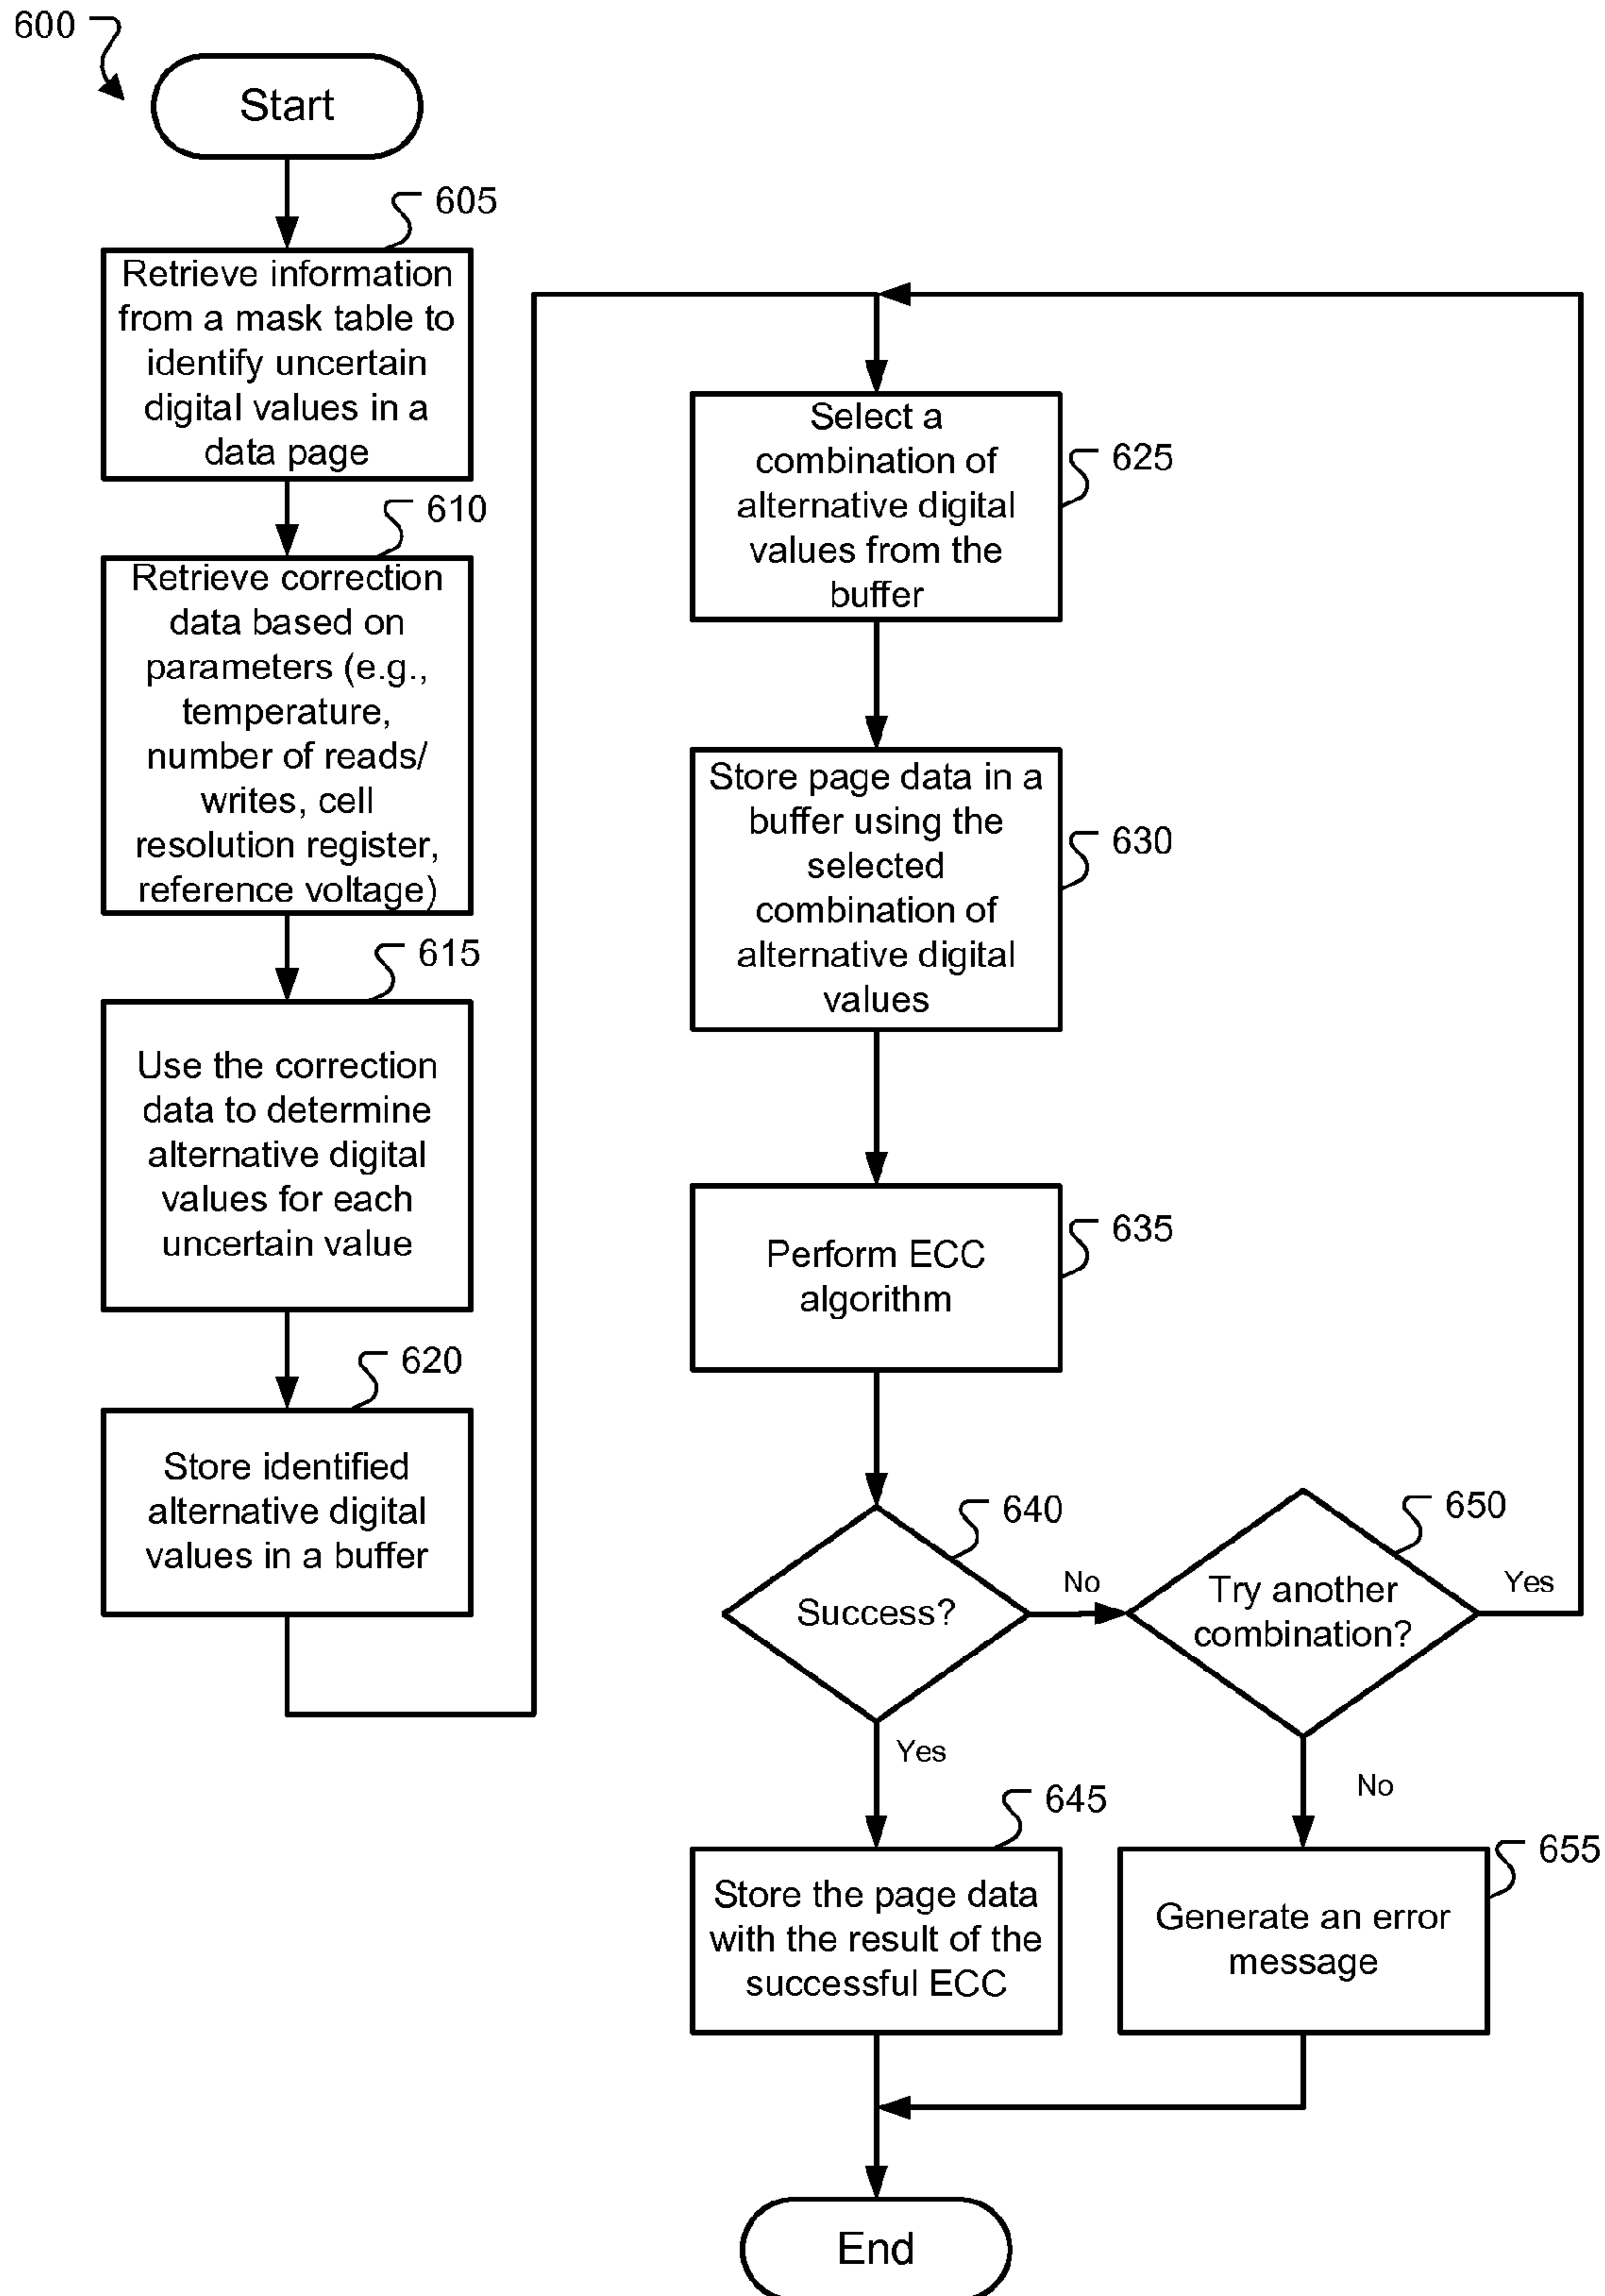 600
Start
605
Retrieve information
from a mask table to
identify uncertain
digital values in a
data page
610
Retrieve correction
data based on
parameters (e.g.,
temperature,
number of reads/
writes, cell
resolution register,
reference voltage)
615
Use the correction
data to determine
alternative digital
values for each
uncertain value
620
Store identified
alternative digital
values in a buffer
Select a
combination of
alternative digital
values from the
buffer
625
Store page data in a
buffer using the
selected
combination of
alternative digital
values
630
Perform ECC
algorithm
635
640
Success?
No
Yes
650
Try another
combination?
Yes
No
645
Store the page data
with the result of the
successful ECC
655
Generate an error
message
End